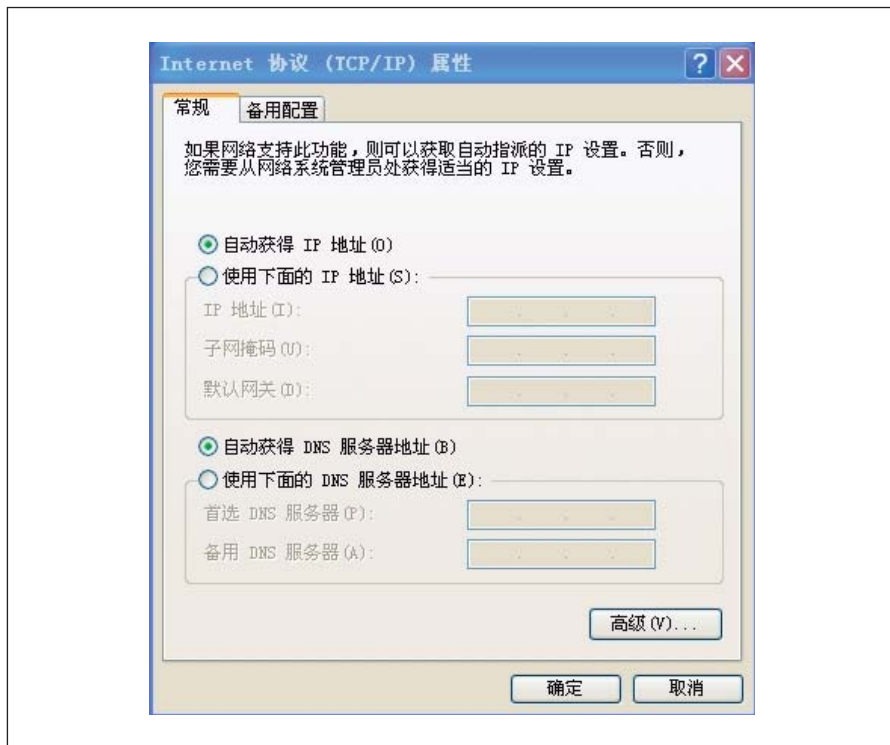 Internet 协议 (TCP/IP) 属性
常规 备用配置
如果网络支持此功能，则可以获取自动指派的 IP 设置。否则，
您需要从网络系统管理员处获得适当的 IP 设置。
自动获得 IP 地址(O)
使用下面的 IP 地址(S):
IP 地址(I):
子网掩码(U):
默认网关(D):
自动获得 DNS 服务器地址(B)
使用下面的 DNS 服务器地址(E):
首选 DNS 服务器(P):
备用 DNS 服务器(A):
高级(V)...
确定 取消